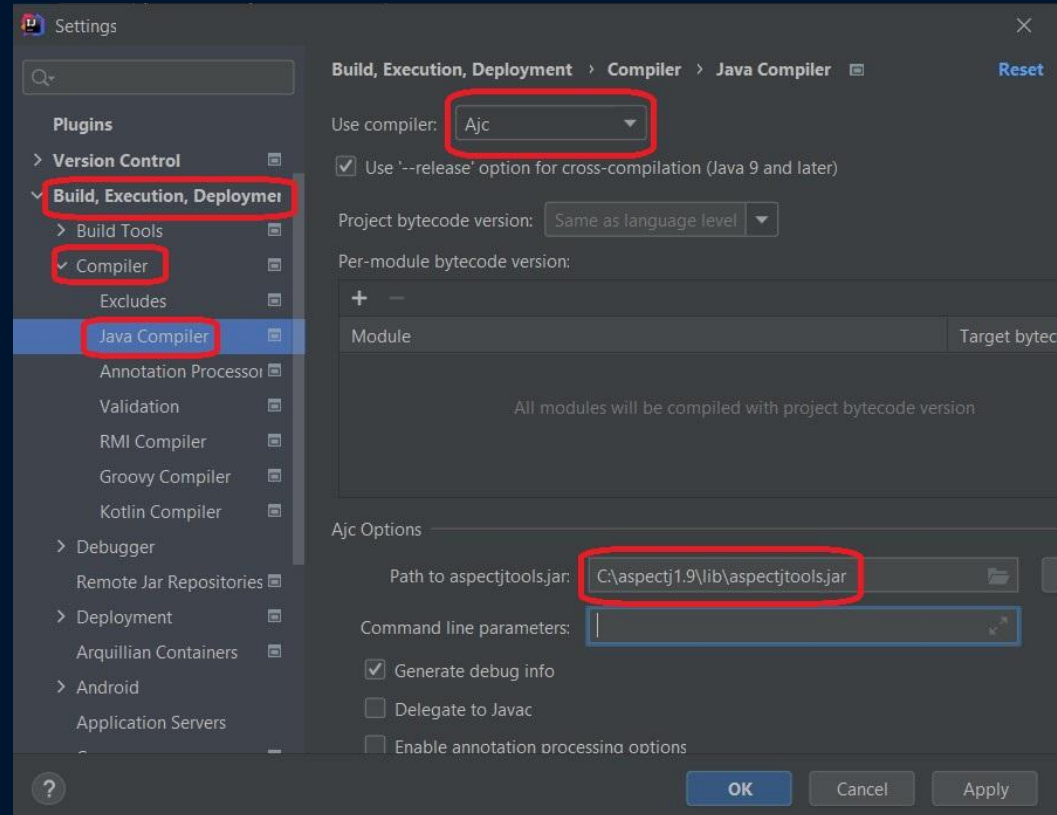 Settings
Build, Execution, Deployment › Compiler › Java Compiler
Reset
Plugins
Version Control
Build, Execution, Deploymer
Build Tools
Compiler
Excludes
Java Compiler
Annotation Processor
Validation
RMI Compiler
Groovy Compiler
Kotlin Compiler
Debugger
Remote Jar Repositories
Deployment
Arquillian Containers
Android
Application Servers
Use compiler: Ajc
Use '--release' option for cross-compilation (Java 9 and later)
Project bytecode version: Same as language level
Per-module bytecode version:
+ −
Module Target bytec
All modules will be compiled with project bytecode version
Ajc Options
Path to aspectjtools.jar: C:\aspectj1.9\lib\aspectjtools.jar
Command line parameters:
Generate debug info
Delegate to Javac
Enable annotation processing options
?
OK Cancel Apply